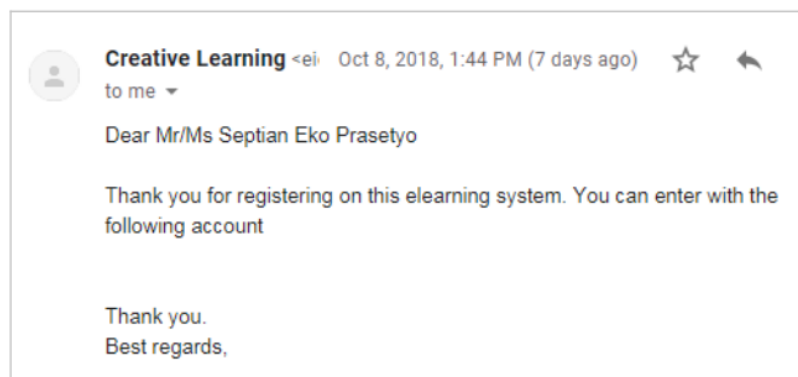 Creative Learning <ei Oct 8, 2018, 1:44 PM (7 days ago)
to me
Dear Mr/Ms Septian Eko Prasetyo
Thank you for registering on this elearning system. You can enter with the
following account
Thank you.
Best regards,